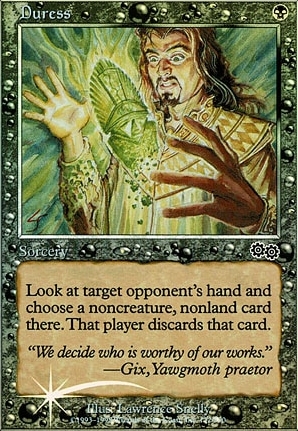 Duress
Sorcery
Look at target opponent's hand and
choose a noncreature, nonland card
there. That player discards that card.
"We decide who is worthy of our works."
—Gix, Yawgmoth praetor
Illus. Lawrence Snelly